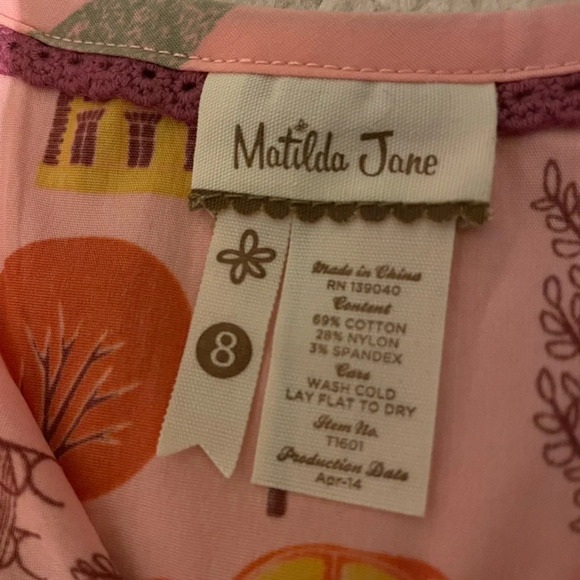 Matilda Jane
8
Made in China
RN 139040
Content
69% COTTON
28% NYLON
3% SPANDEX
Care
WASH COLD
LAY FLAT TO DRY
Item No.
T1601
Production Date
Apr-14